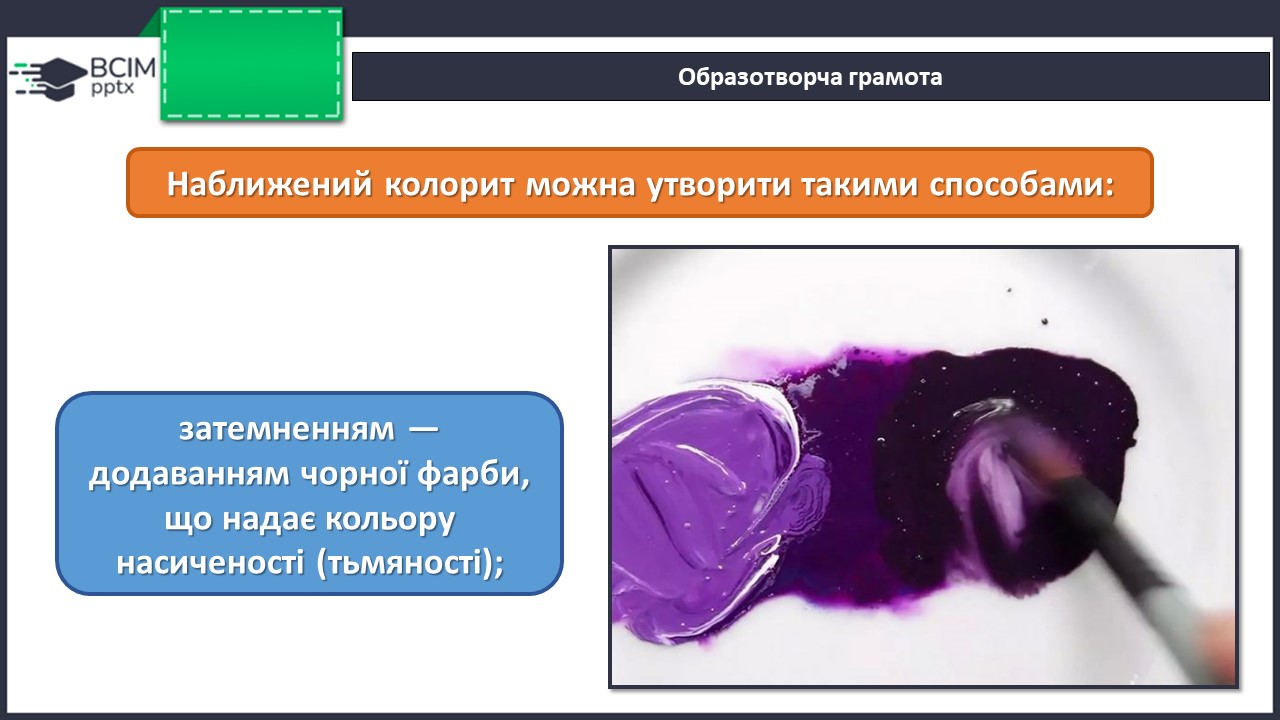 ВСІМ
pptx
Образотворча грамота
Наближений колорит можна утворити такими способами:
затемненням —
додаванням чорної фарби,
що надає кольору
насиченості (тьмяності);